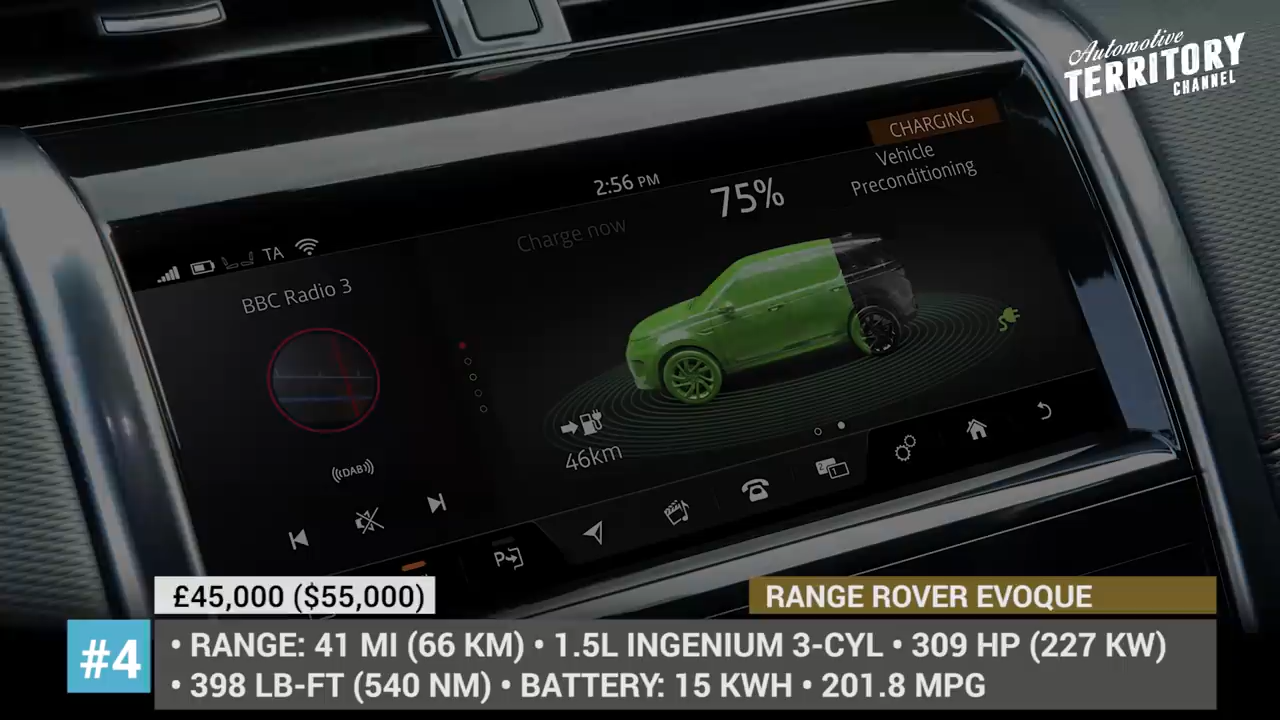 Automotive
TERRITORY
CHANNEL
CHARGING
Vehicle
Preconditioning
2:56 PM
75%
Charge now
TA
BBC Radio 3
((DAB))
46km
2
1
P
£45,000 ($55,000)
RANGE ROVER EVOQUE
#4
• RANGE: 41 MI (66 KM) • 1.5L INGENIUM 3-CYL • 309 HP (227 KW)
• 398 LB-FT (540 NM) • BATTERY: 15 KWH • 201.8 MPG